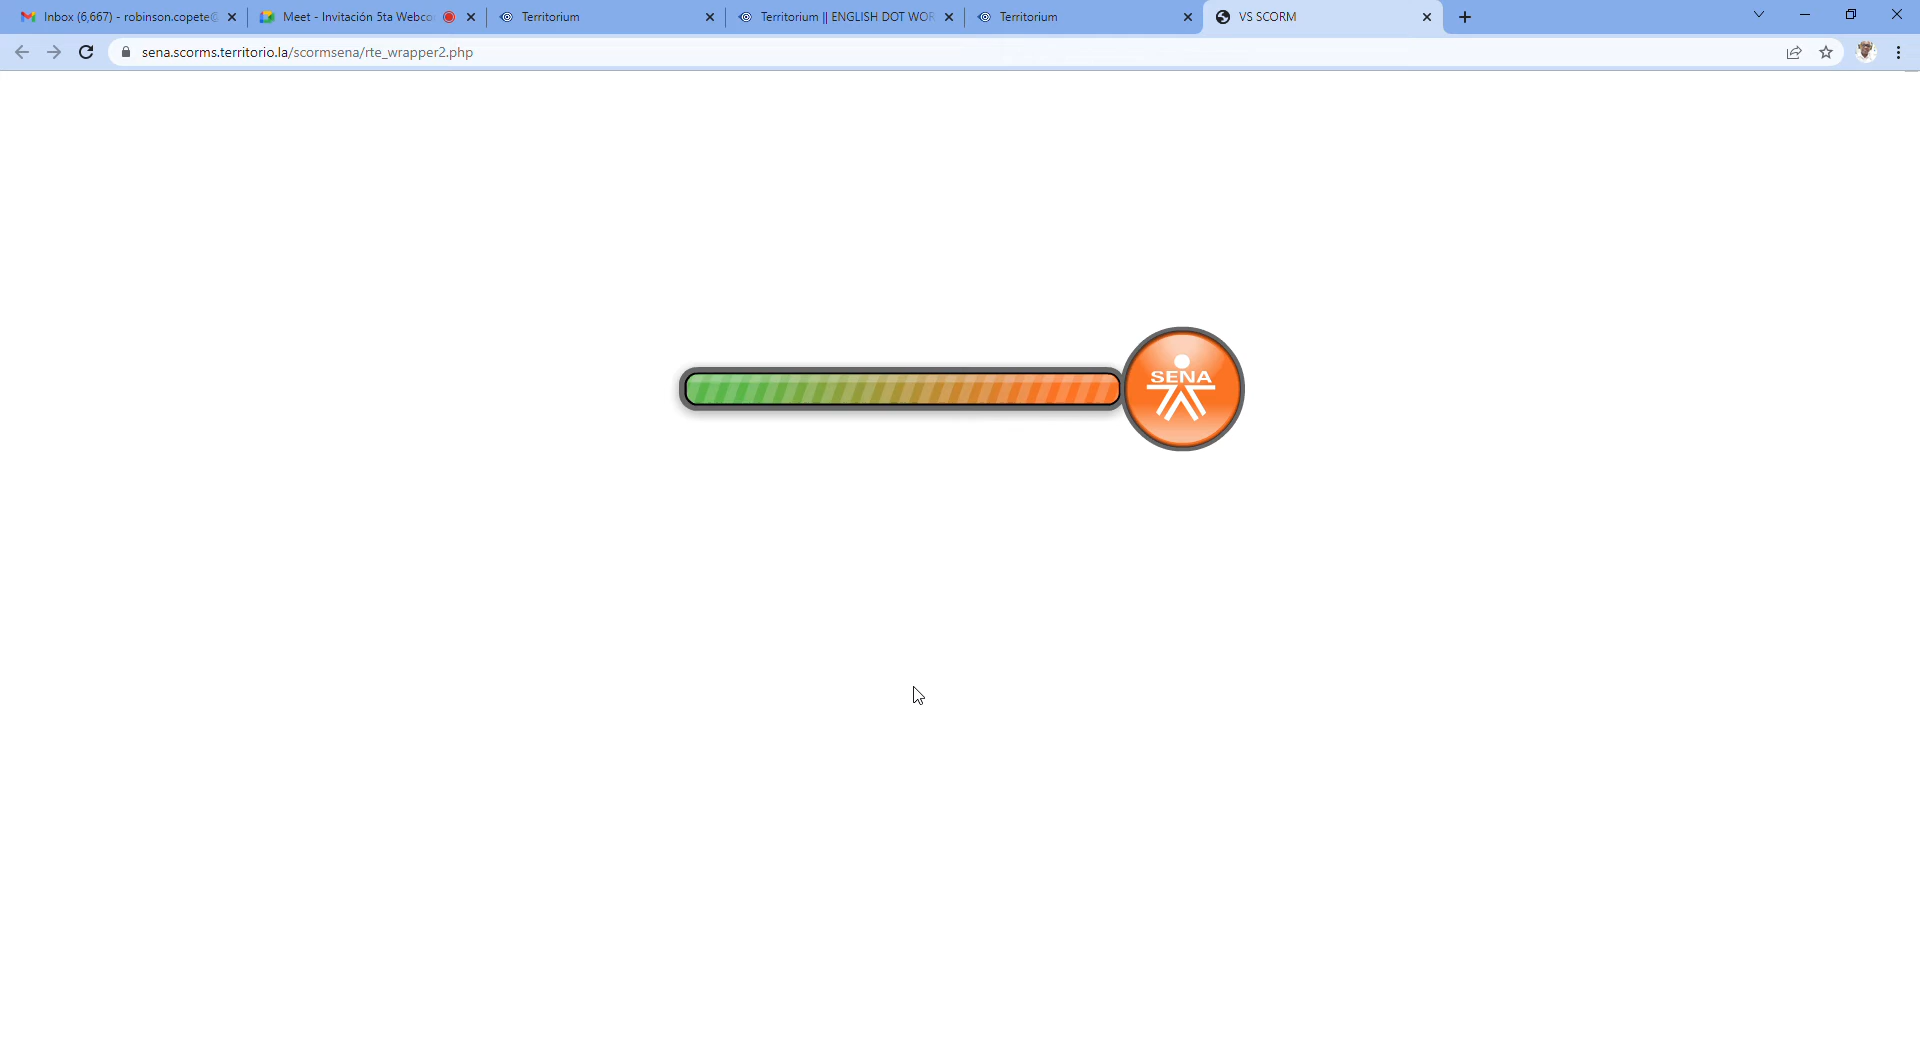 Inbox (6,667) - robinson.copete@
Meet - Invitación 5ta Webco
Territorium
Territorium || ENGLISH DOT WOR
Territorium
VS SCORM
sena.scorms.territorio.la/scormsena/rte_wrapper2.php
SENA